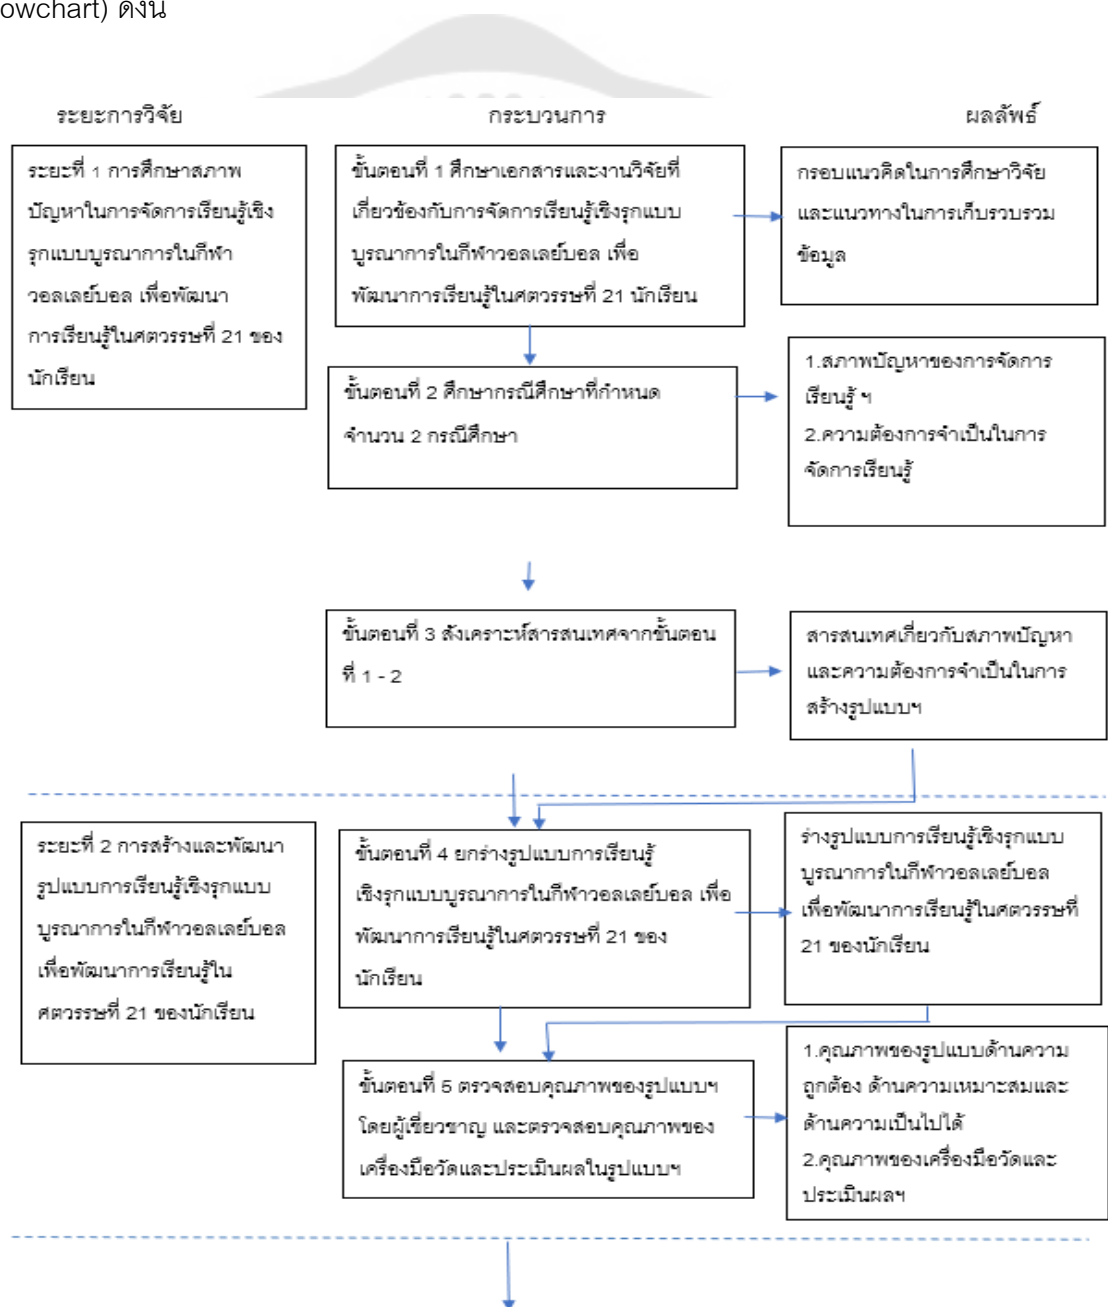 owchart) ดังนี้
ระยะการวิจัย
กระบวนการ
ผลลัพธ์
ระยะที่ 1 การศึกษาสภาพ
ปัญหาในการจัดการเรียนรู้เชิง
รุกแบบบูรณาการในกีฬา
วอลเลย์บอล เพื่อพัฒนา
การเรียนรู้ในศตวรรษที่ 21 ของ
นักเรียน
ขั้นตอนที่ 1 ศึกษาเอกสารและงานวิจัยที่
เกี่ยวข้องกับการจัดการเรียนรู้เชิงรุกแบบ
บูรณาการในกีฬาวอลเลย์บอล เพื่อ
พัฒนาการเรียนรู้ในศตวรรษที่ 21 นักเรียน
กรอบแนวคิดในการศึกษาวิจัย
และแนวทางในการเก็บรวบรวม
ข้อมูล
ขั้นตอนที่ 2 ศึกษากรณีศึกษาที่กำหนด
จำนวน 2 กรณีศึกษา
1.สภาพปัญหาของการจัดการ
เรียนรู้ ฯ
2.ความต้องการจำเป็นในการ
จัดการเรียนรู้
ขั้นตอนที่ 3 สังเคราะห์สารสนเทศจากขั้นตอน
ที่ 1 - 2
สารสนเทศเกี่ยวกับสภาพปัญหา
และความต้องการจำเป็นในการ
สร้างรูปแบบฯ
ระยะที่ 2 การสร้างและพัฒนา
รูปแบบการเรียนรู้เชิงรุกแบบ
บูรณาการในกีฬาวอลเลย์บอล
เพื่อพัฒนาการเรียนรู้ใน
ศตวรรษที่ 21 ของนักเรียน
ขั้นตอนที่ 4 ยกร่างรูปแบบการเรียนรู้
เชิงรุกแบบบูรณาการในกีฬาวอลเลย์บอล เพื่อ
พัฒนาการเรียนรู้ในศตวรรษที่ 21 ของ
นักเรียน
ร่างรูปแบบการเรียนรู้เชิงรุกแบบ
บูรณาการในกีฬาวอลเลย์บอล
เพื่อพัฒนาการเรียนรู้ในศตวรรษที่
21 ของนักเรียน
ขั้นตอนที่ 5 ตรวจสอบคุณภาพของรูปแบบฯ
โดยผู้เชี่ยวชาญ และตรวจสอบคุณภาพของ
เครื่องมือวัดและประเมินผลในรูปแบบฯ
1.คุณภาพของรูปแบบด้านความ
ถูกต้อง ด้านความเหมาะสมและ
ด้านความเป็นไปได้
2.คุณภาพของเครื่องมือวัดและ
ประเมินผลฯ